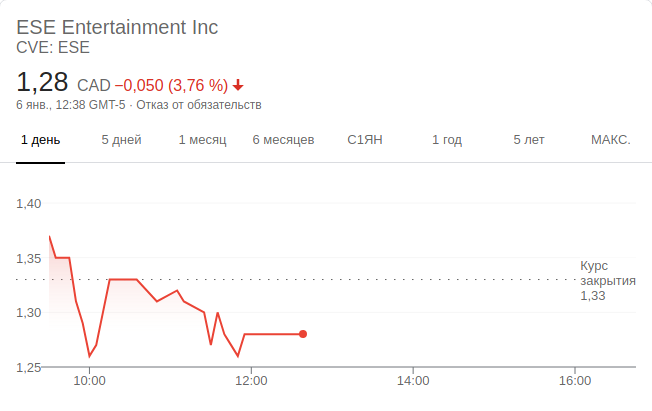 ESE Entertainment Inc
CVE: ESE
1,28 CAD −0,050 (3,76 %)
6 янв., 12:38 GMT-5 · Отказ от обязательств
1 день 5 дней 1 месяц 6 месяцев С1ЯН 1 год 5 лет МАКС.
1,40
1,35
Курс
закрытия
1,33
1,30
1,25
10:00 12:00 14:00 16:00